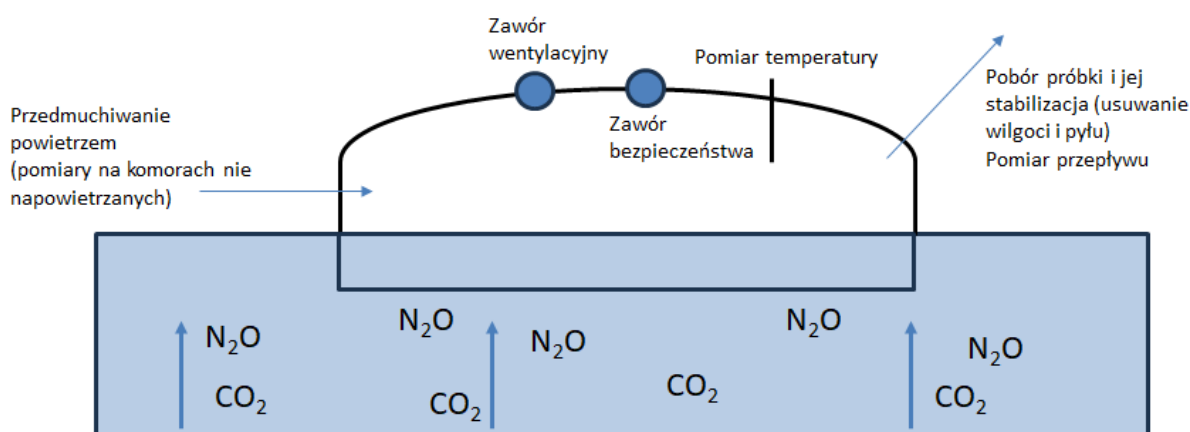 Zawór
wentylacyjny
Pomiar temperatury
Zawór
bezpieczeństwa
Przedmuchiwanie
powietrzem
(pomiary na komorach nie
napowietrzanych)
Pobór próbki i jej
stabilizacja (usuwanie
wilgoci i pyłu)
Pomiar przepływu
N₂O
N₂O
N₂O
N₂O
N₂O
CO₂
CO₂
CO₂
CO₂